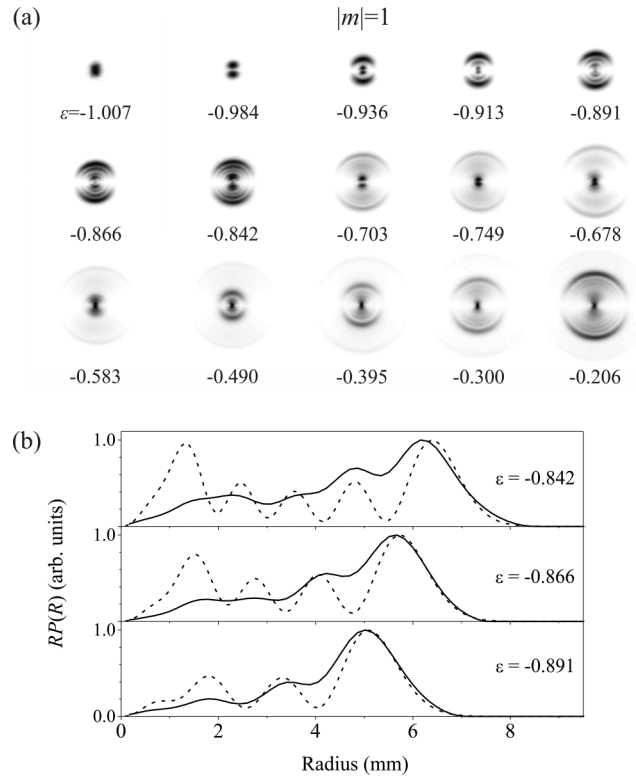 (a) |m|=1
ε=-1.007 -0.984 -0.936 -0.913 -0.891
-0.866 -0.842 -0.703 -0.749 -0.678
-0.583 -0.490 -0.395 -0.300 -0.206
(b)
1.0
ε = -0.842
1.0
ε = -0.866
1.0
ε = -0.891
0.0
RP(R) (arb. units)
0 2 4 6 8
Radius (mm)